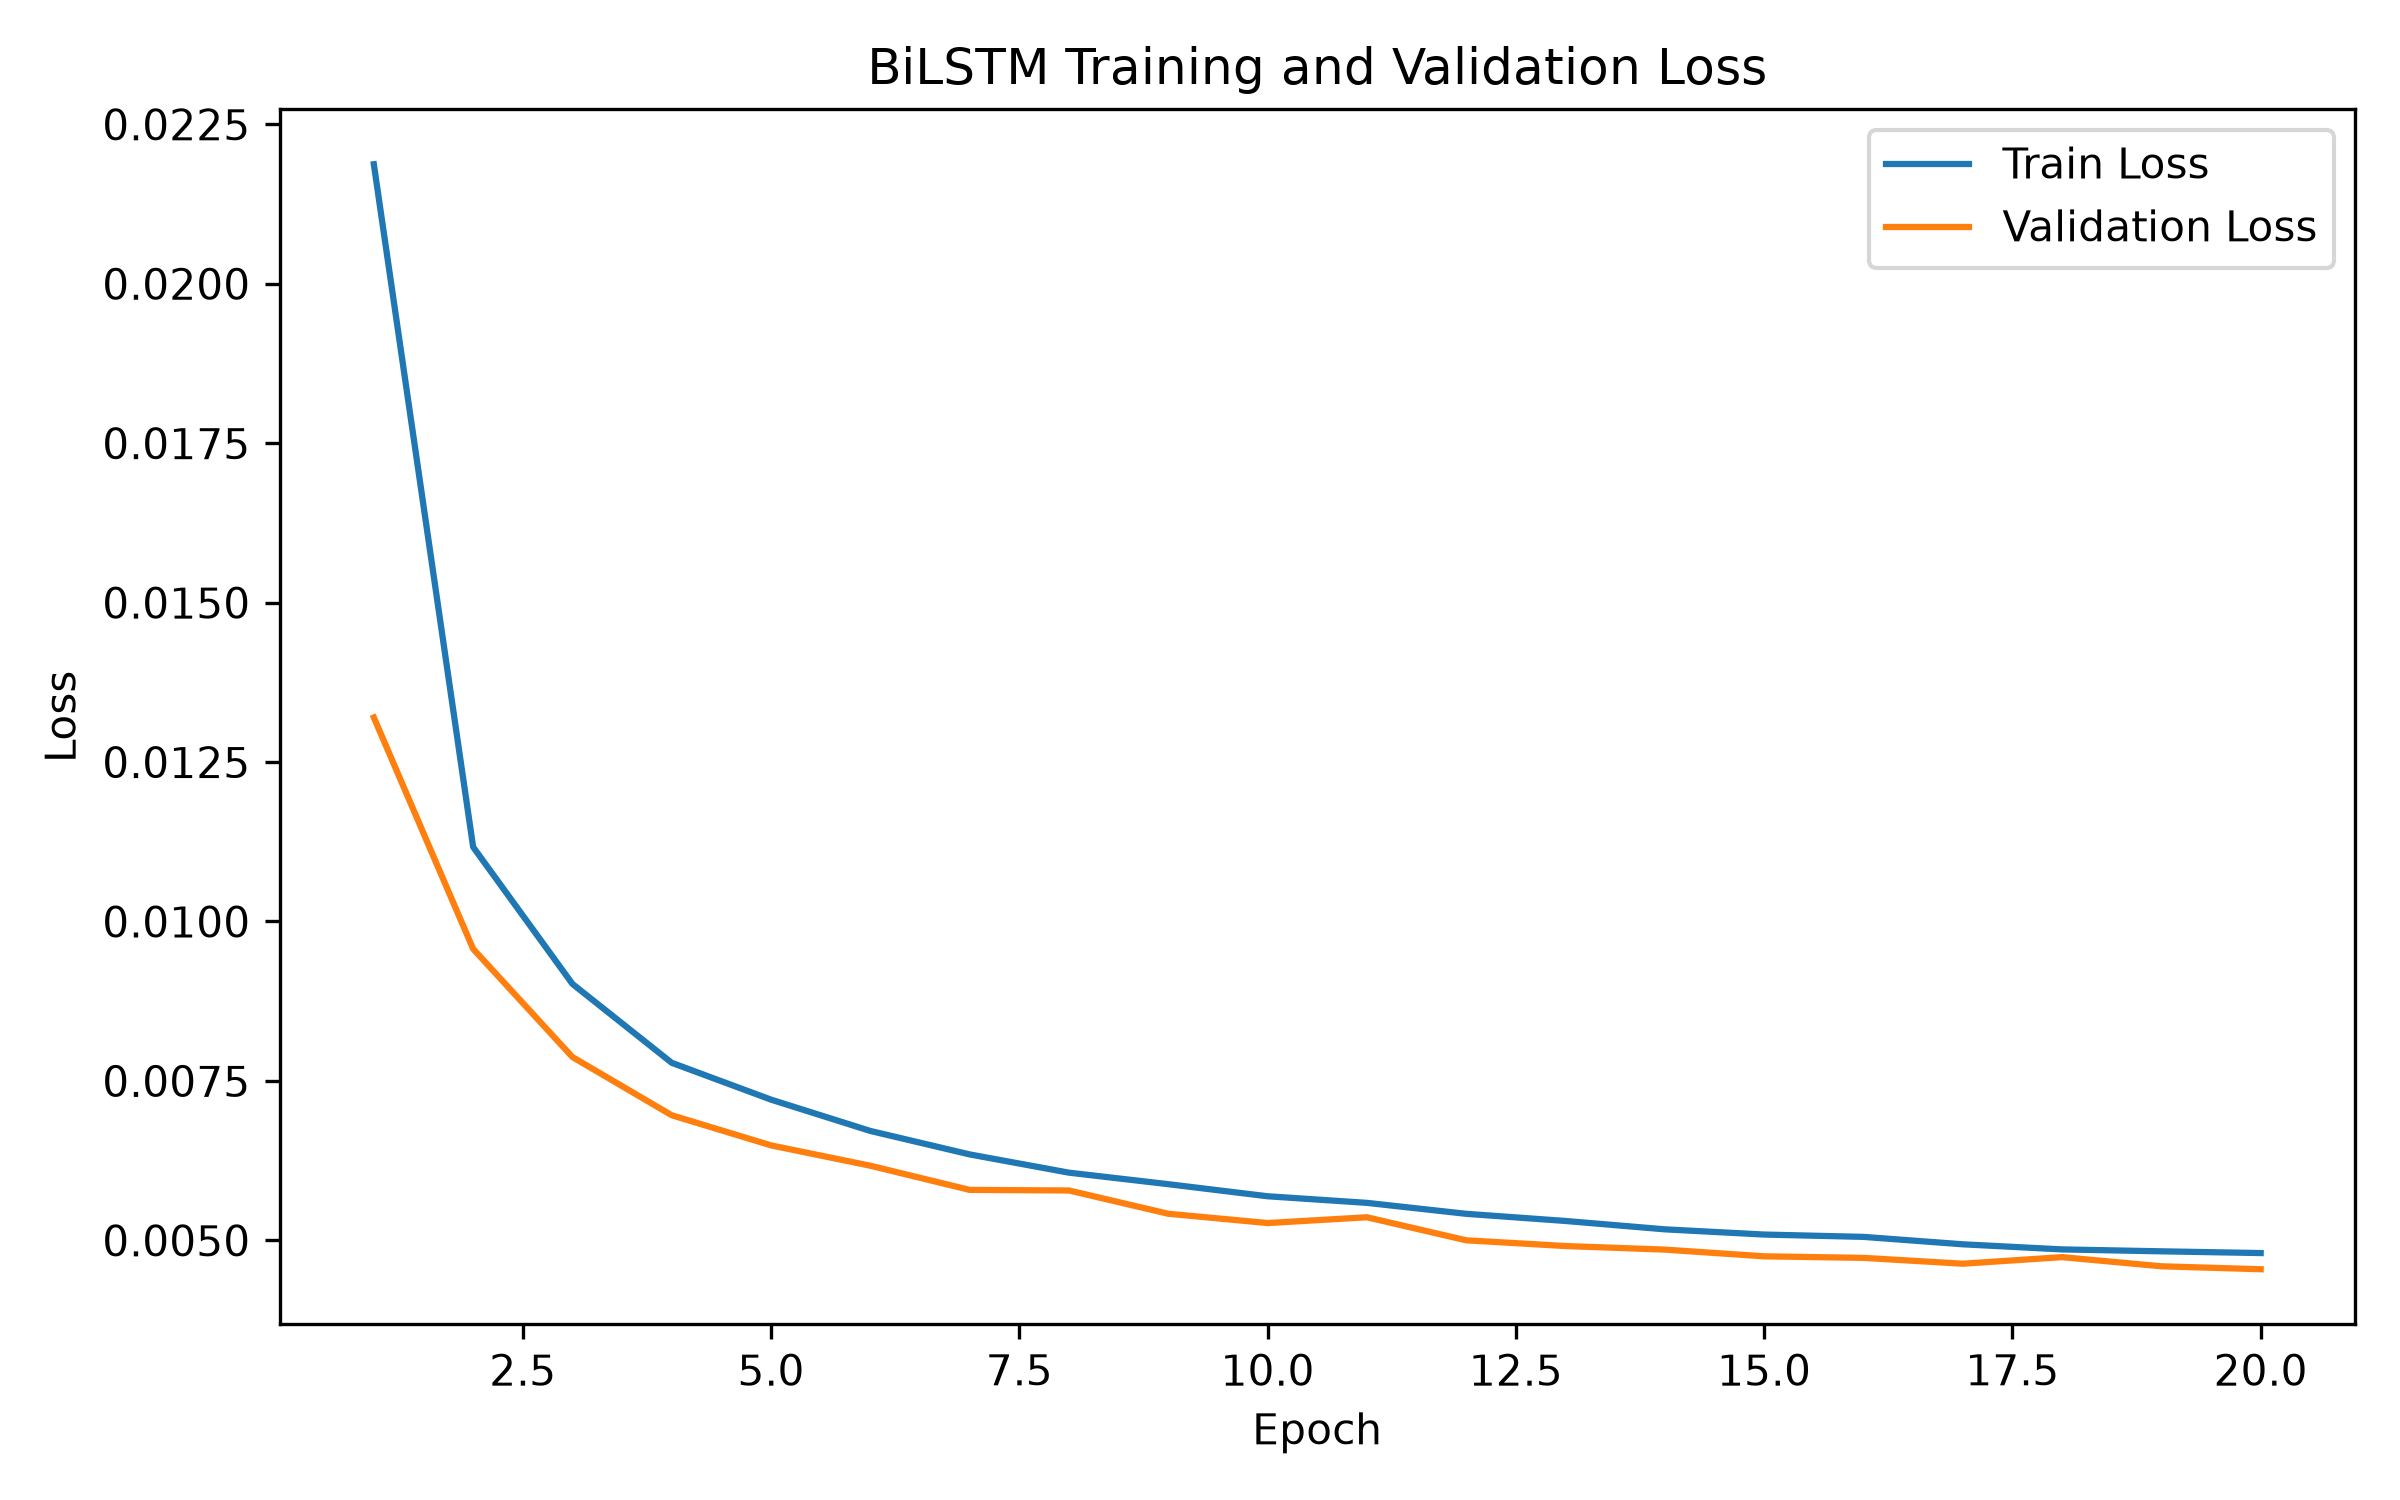 BiLSTM Training and Validation Loss
Train Loss
Validation Loss
0.0225
0.0200
0.0175
0.0150
0.0125
0.0100
0.0075
0.0050
Loss
2.5 5.0 7.5 10.0 12.5 15.0 17.5 20.0
Epoch